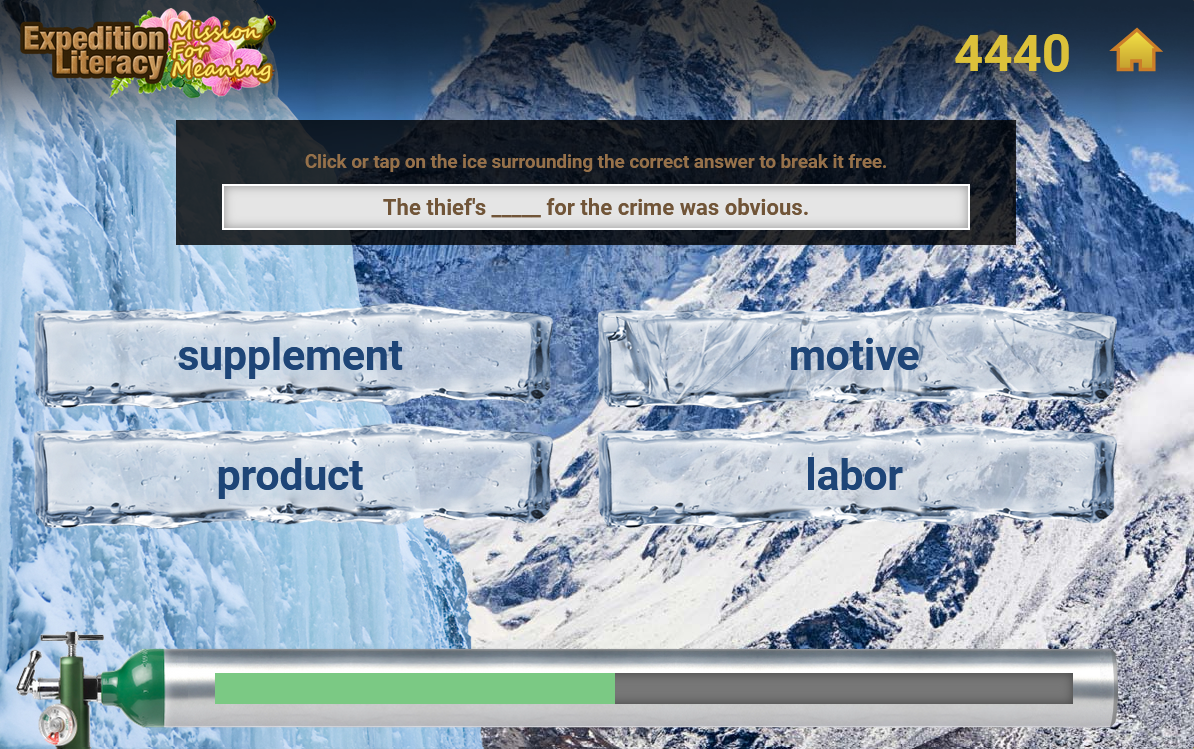 Expedition
Literacy
Mission
For
Meaning
4440
Click or tap on the ice surrounding the correct answer to break it free.
The thief's _____ for the crime was obvious.
supplement
motive
product
labor